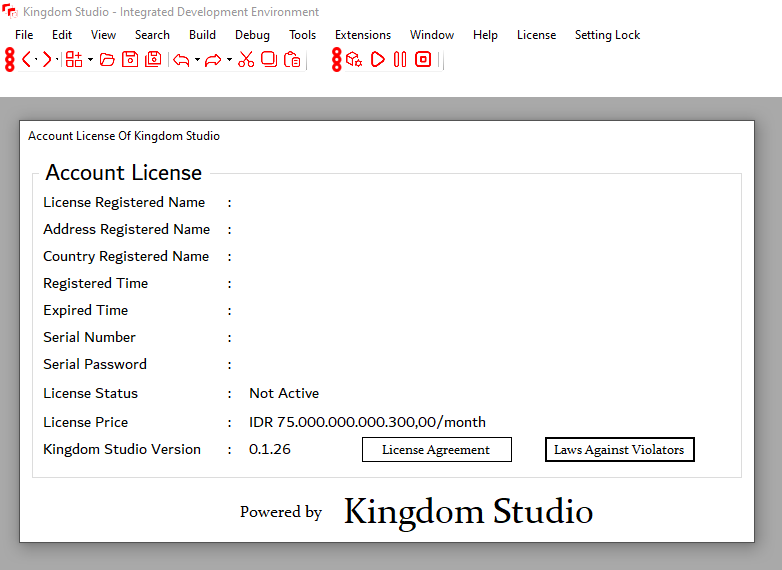 Kingdom Studio - Integrated Development Environment
File Edit View Search Build Debug Tools Extensions Window Help License Setting Lock
Account License Of Kingdom Studio
Account License
License Registered Name :
Address Registered Name :
Country Registered Name :
Registered Time :
Expired Time :
Serial Number :
Serial Password :
License Status : Not Active
License Price : IDR 75.000.000.000.300,00/month
Kingdom Studio Version : 0.1.26 License Agreement Laws Against Violators
Powered by Kingdom Studio